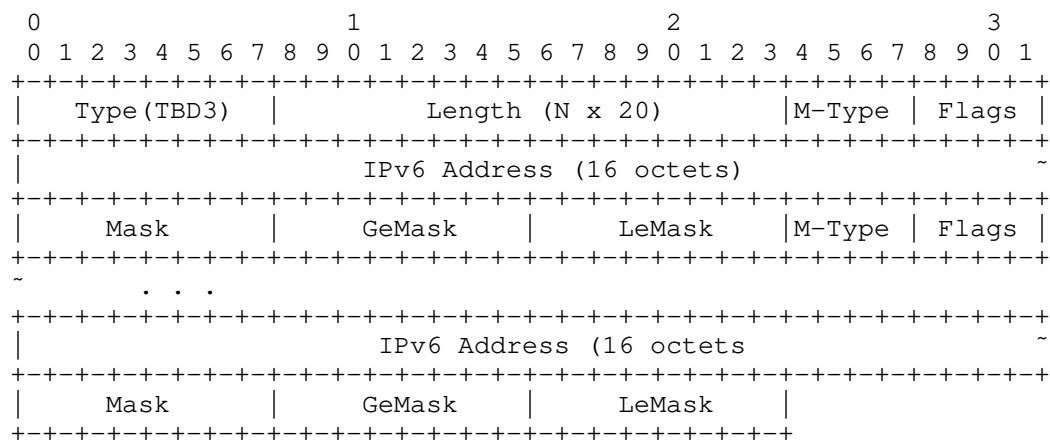 0                   1                   2                   3
 0 1 2 3 4 5 6 7 8 9 0 1 2 3 4 5 6 7 8 9 0 1 2 3 4 5 6 7 8 9 0 1
+-+-+-+-+-+-+-+-+-+-+-+-+-+-+-+-+-+-+-+-+-+-+-+-+-+-+-+-+-+-+-+-+
|   Type(TBD3)  |         Length (N x 20)       |M-Type | Flags |
+-+-+-+-+-+-+-+-+-+-+-+-+-+-+-+-+-+-+-+-+-+-+-+-+-+-+-+-+-+-+-+-+
|                     IPv6 Address (16 octets)                  ~
+-+-+-+-+-+-+-+-+-+-+-+-+-+-+-+-+-+-+-+-+-+-+-+-+-+-+-+-+-+-+-+-+
|     Mask      |     GeMask    |     LeMask    |M-Type | Flags |
+-+-+-+-+-+-+-+-+-+-+-+-+-+-+-+-+-+-+-+-+-+-+-+-+-+-+-+-+-+-+-+-+
~       . . .
+-+-+-+-+-+-+-+-+-+-+-+-+-+-+-+-+-+-+-+-+-+-+-+-+-+-+-+-+-+-+-+-+
|                      IPv6 Address (16 octets                  ~
+-+-+-+-+-+-+-+-+-+-+-+-+-+-+-+-+-+-+-+-+-+-+-+-+-+-+-+-+-+-+-+-+
|     Mask      |     GeMask    |     LeMask    |
+-+-+-+-+-+-+-+-+-+-+-+-+-+-+-+-+-+-+-+-+-+-+-+-+